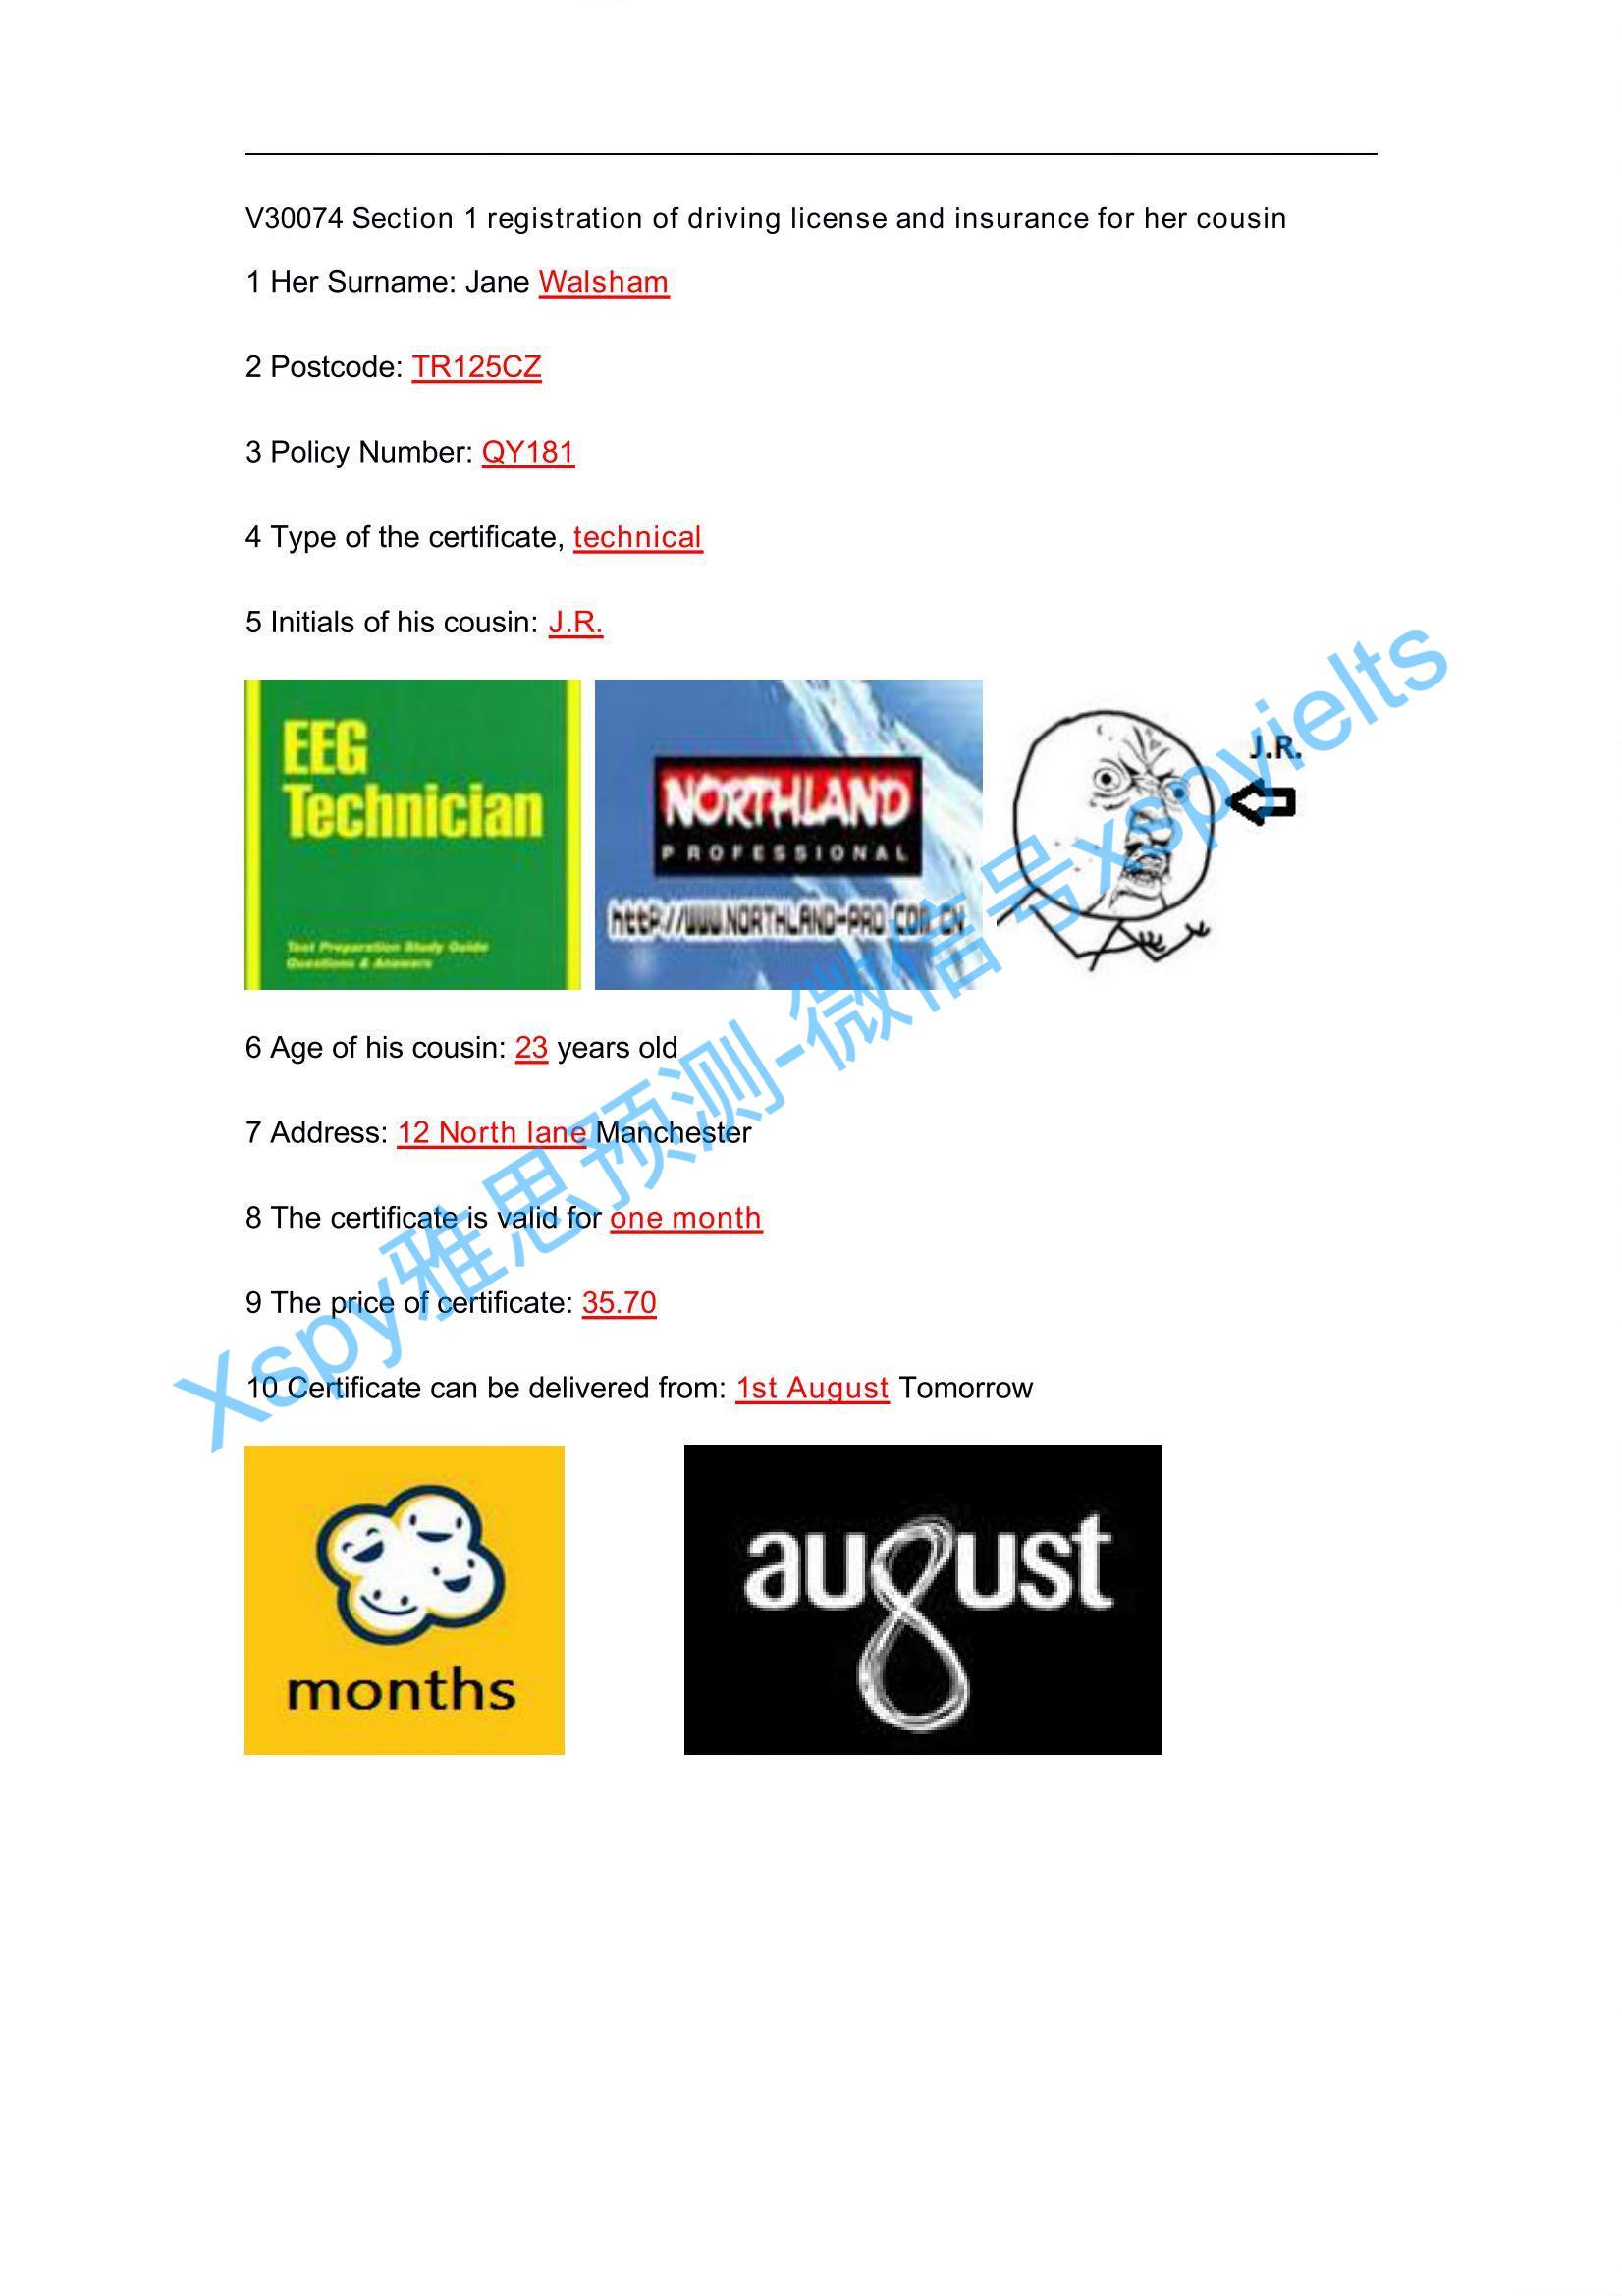 V30074 Section 1 registration of driving license and insurance for her cousin
1 Her Surname: Jane Walsham
2 Postcode: TR125CZ
3 Policy Number: QY181
4 Type of the certificate, technical
5 Initials of his cousin: J.R.
EEG
Technician
Test Preparation Study Guide
Questions & Answers
NORTHLAND
PROFESSIONAL
http://www.NORTHLAND-PRO.COM.CN
J.R.
6 Age of his cousin: 23 years old
7 Address: 12 North lane Manchester
8 The certificate is valid for one month
9 The price of certificate: 35.70
10 Certificate can be delivered from: 1st August Tomorrow
months
august
Xspy雅思预测-微信号xspyielts